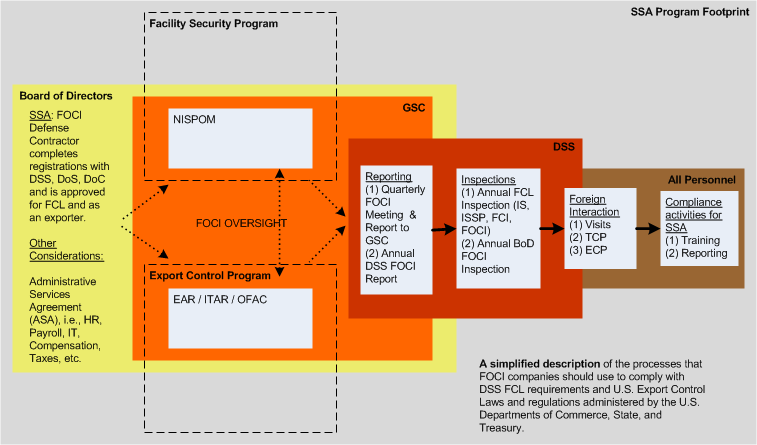 SSA Program Footprint
Facility Security Program
Board of Directors
SSA: FOCI
Defense
Contractor
completes
registrations with
DSS, DoS, DoC
and is approved
for FCL and as
an exporter.
Other
Considerations:
Administrative
Services
Agreement
(ASA), i.e., HR,
Payroll, IT,
Compensation,
Taxes, etc.
GSC
NISPOM
FOCI OVERSIGHT
Export Control Program
EAR / ITAR / OFAC
DSS
Reporting
(1) Quarterly
FOCI
Meeting &
Report to
GSC
(2) Annual
DSS FOCI
Report
Inspections
(1) Annual FCL
Inspection (IS,
ISSP, FCI,
FOCI)
(2) Annual BoD
FOCI
Inspection
Foreign
Interaction
(1) Visits
(2) TCP
(3) ECP
All Personnel
Compliance
activities for
SSA
(1) Training
(2) Reporting
A simplified description of the processes that
FOCI companies should use to comply with
DSS FCL requirements and U.S. Export Control
Laws and regulations administered by the U.S.
Departments of Commerce, State, and
Treasury.